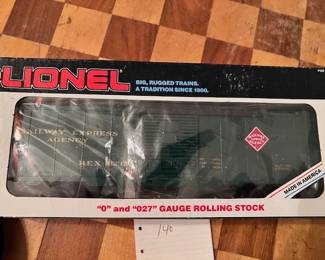 LIONEL
BIG, RUGGED TRAINS.
A TRADITION SINCE 1900.
RAILWAY EXPRESS
AGENCY
REX
MADE IN AMERICA
"O" and "027" GAUGE ROLLING STOCK
140